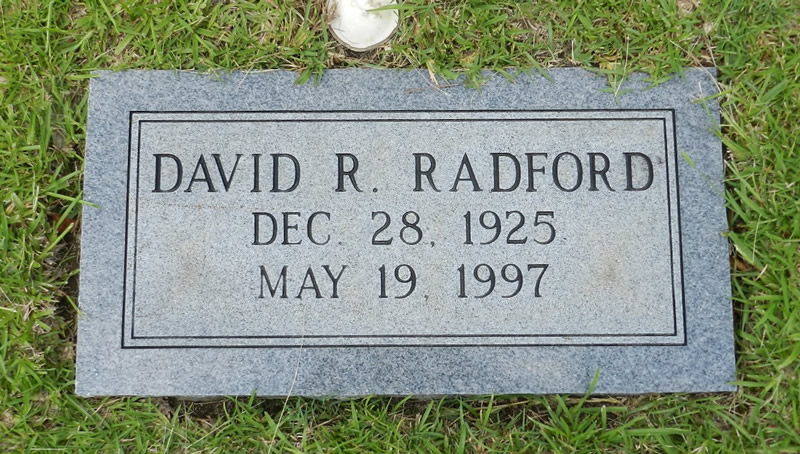 DAVID R. RADFORD
DEC. 28, 1925
MAY 19, 1997